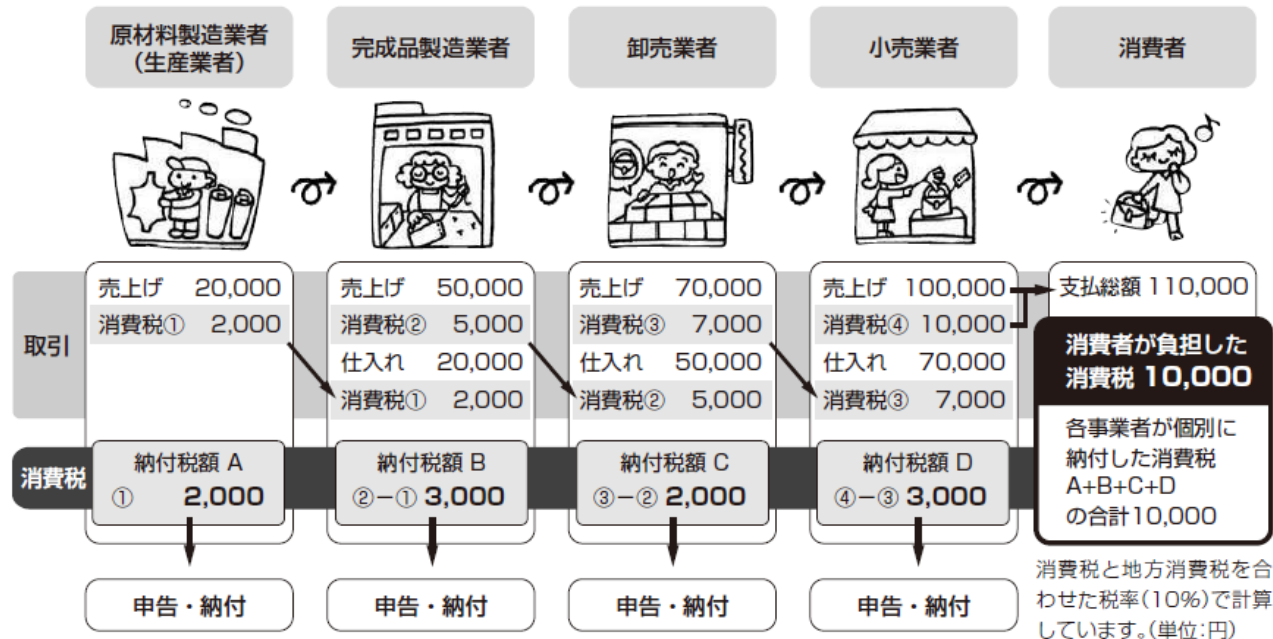 原材料製造業者
（生産業者）
完成品製造業者
卸売業者
小売業者
消費者
取引
売上げ 20,000
消費税① 2,000
売上げ 50,000
消費税② 5,000
仕入れ 20,000
消費税① 2,000
売上げ 70,000
消費税③ 7,000
仕入れ 50,000
消費税② 5,000
売上げ 100,000
消費税④ 10,000
仕入れ 70,000
消費税③ 7,000
支払総額 110,000
消費者が負担した
消費税 10,000
各事業者が個別に
納付した消費税
A+B+C+D
の合計10,000
消費税
納付税額 A
① 2,000
納付税額 B
②－① 3,000
納付税額 C
③－② 2,000
納付税額 D
④－③ 3,000
申告・納付
申告・納付
申告・納付
申告・納付
消費税と地方消費税を合
わせた税率(10%)で計算
しています。(単位:円)